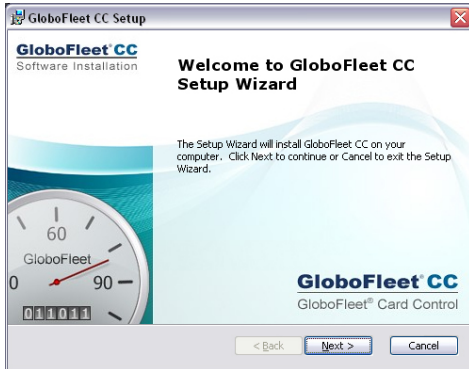 GloboFleet CC Setup
GloboFleet® CC
Software Installation
Welcome to GloboFleet CC
Setup Wizard
The Setup Wizard will install GloboFleet CC on your
computer. Click Next to continue or Cancel to exit the Setup
Wizard.
60
GloboFleet
0
90
011011
GloboFleet® CC
GloboFleet® Card Control
< Back
Next >
Cancel